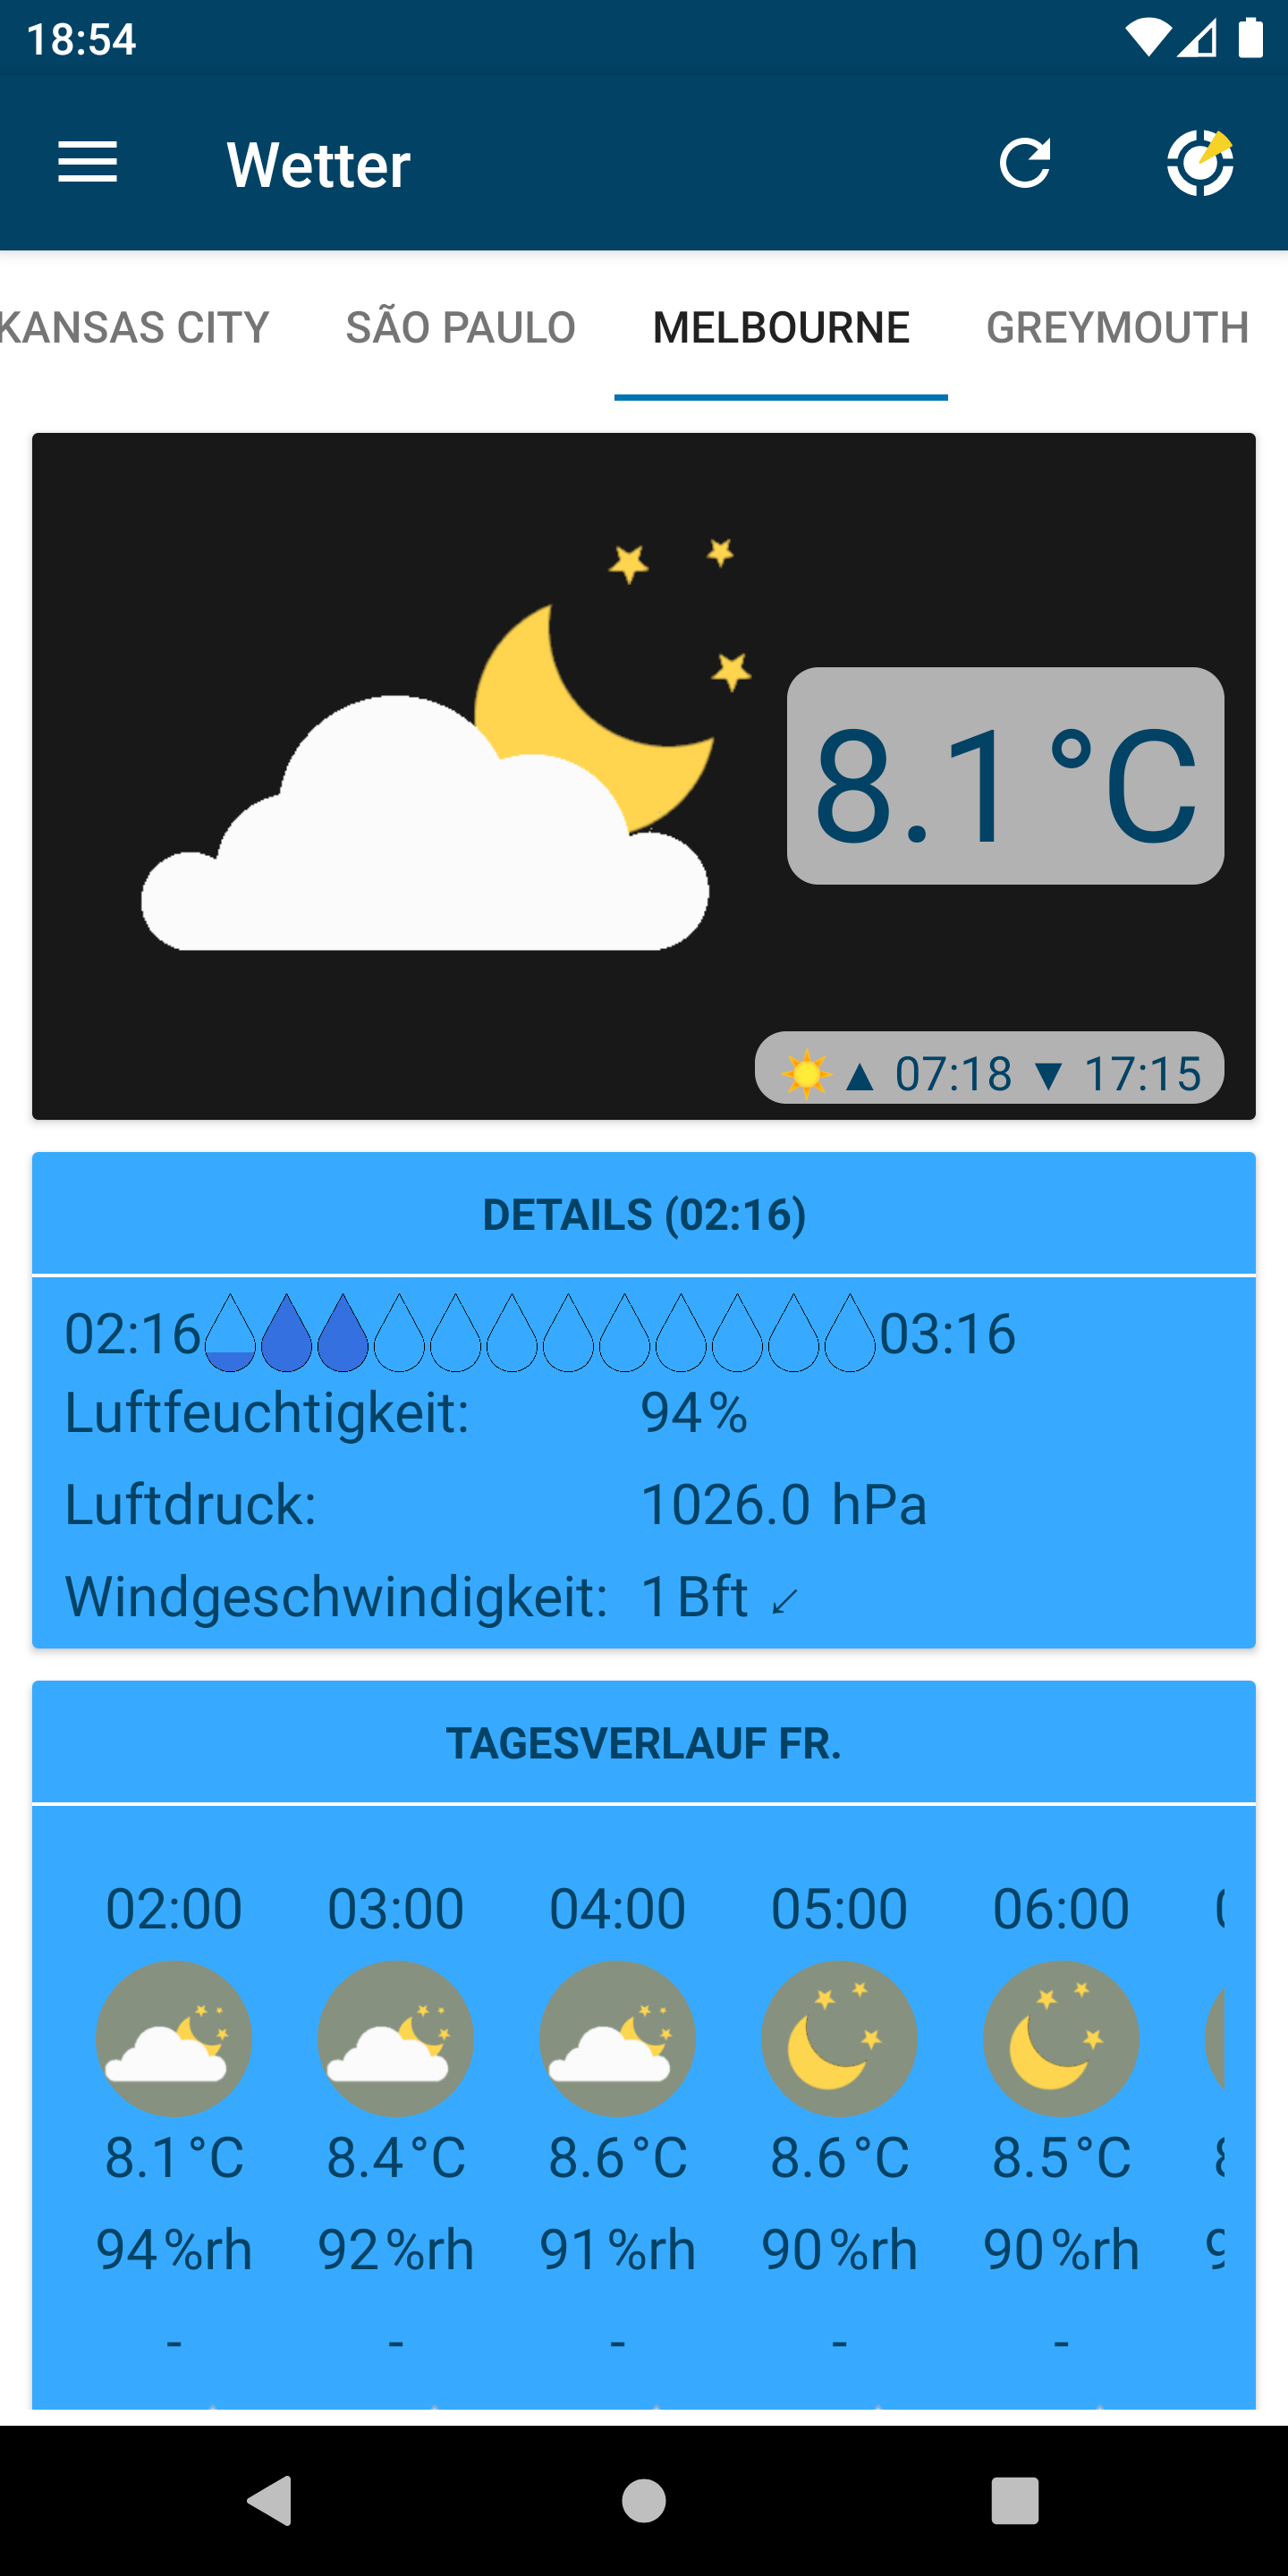 18:54
Wetter
KANSAS CITY SÃO PAULO MELBOURNE GREYMOUTH
8.1 °C
▲ 07:18 ▼ 17:15
DETAILS (02:16)
02:16 03:16
Luftfeuchtigkeit: 94 %
Luftdruck: 1026.0 hPa
Windgeschwindigkeit: 1 Bft ↙
TAGESVERLAUF FR.
02:00 03:00 04:00 05:00 06:00
8.1 °C 8.4 °C 8.6 °C 8.6 °C 8.5 °C
94 %rh 92 %rh 91 %rh 90 %rh 90 %rh
- - - - -